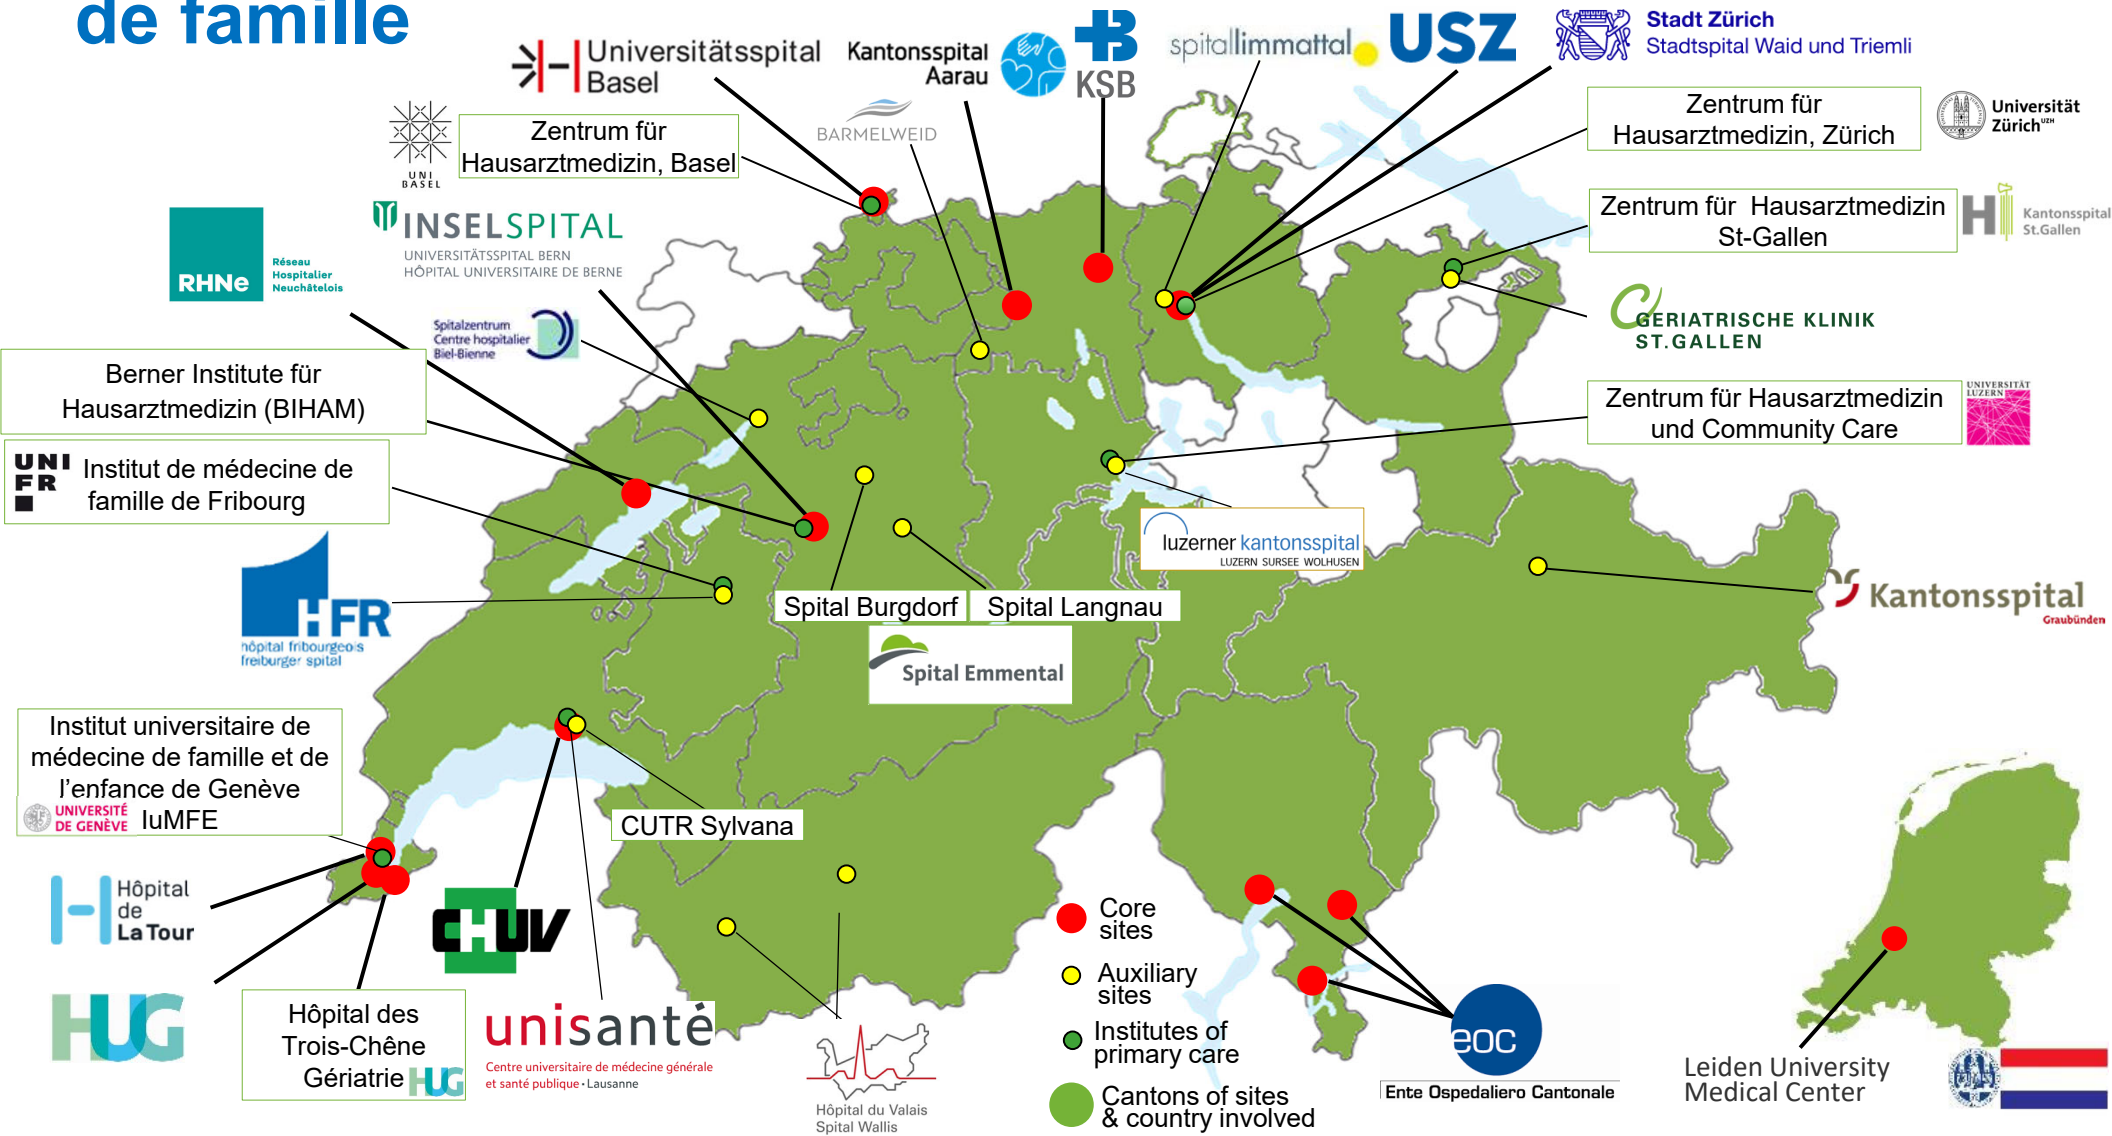 de famille
Universitätsspital
Basel
Kantonsspital
Aarau
KSB
spitallimmattal
USZ
Stadt Zürich
Stadtspital Waid und Triemli
UNI
BASEL
Zentrum für
Hausarztmedizin, Basel
BARMELWEID
Zentrum für
Hausarztmedizin, Zürich
Universität
Zürich UZH
RHNe
Réseau
Hospitalier
Neuchâtelois
INSELSPITAL
UNIVERSITÄTSSPITAL BERN
HÔPITAL UNIVERSITAIRE DE BERNE
Zentrum für Hausarztmedizin
St-Gallen
Kantonsspital
St.Gallen
Spitalzentrum
Centre hospitalier
Biel-Bienne
GERIATRISCHE KLINIK
ST.GALLEN
Berner Institute für
Hausarztmedizin (BIHAM)
Zentrum für Hausarztmedizin
und Community Care
UNIVERSITÄT
LUZERN
UNI
FR
Institut de médecine de
famille de Fribourg
luzerner kantonsspital
LUZERN SURSEE WOLHUSEN
HFR
hôpital fribourgeois
freiburger spital
Spital Burgdorf
Spital Langnau
Spital Emmental
Kantonsspital
Graubünden
Institut universitaire de
médecine de famille et de
l'enfance de Genève
IuMFE
UNIVERSITÉ
DE GENÈVE
CUTR Sylvana
Hôpital
de
La Tour
CHUV
HUG
Hôpital des
Trois-Chêne
Gériatrie
HUG
unisanté
Centre universitaire de médecine générale
et santé publique • Lausanne
Hôpital du Valais
Spital Wallis
Core
sites
Auxiliary
sites
Institutes of
primary care
Cantons of sites
& country involved
eoc
Ente Ospedaliero Cantonale
Leiden University
Medical Center